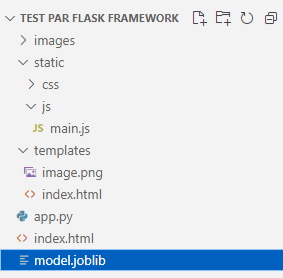 TEST PAR FLASK FRAMEWORK
images
static
css
js
JS main.js
templates
image.png
<> index.html
app.py
<> index.html
model.joblib